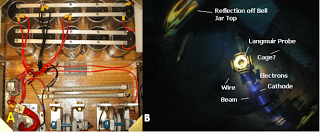 A
B
Reflection off Bell
Jar Top
Langmuir Probe
Cage?
Electrons
Cathode
Wire
Beam